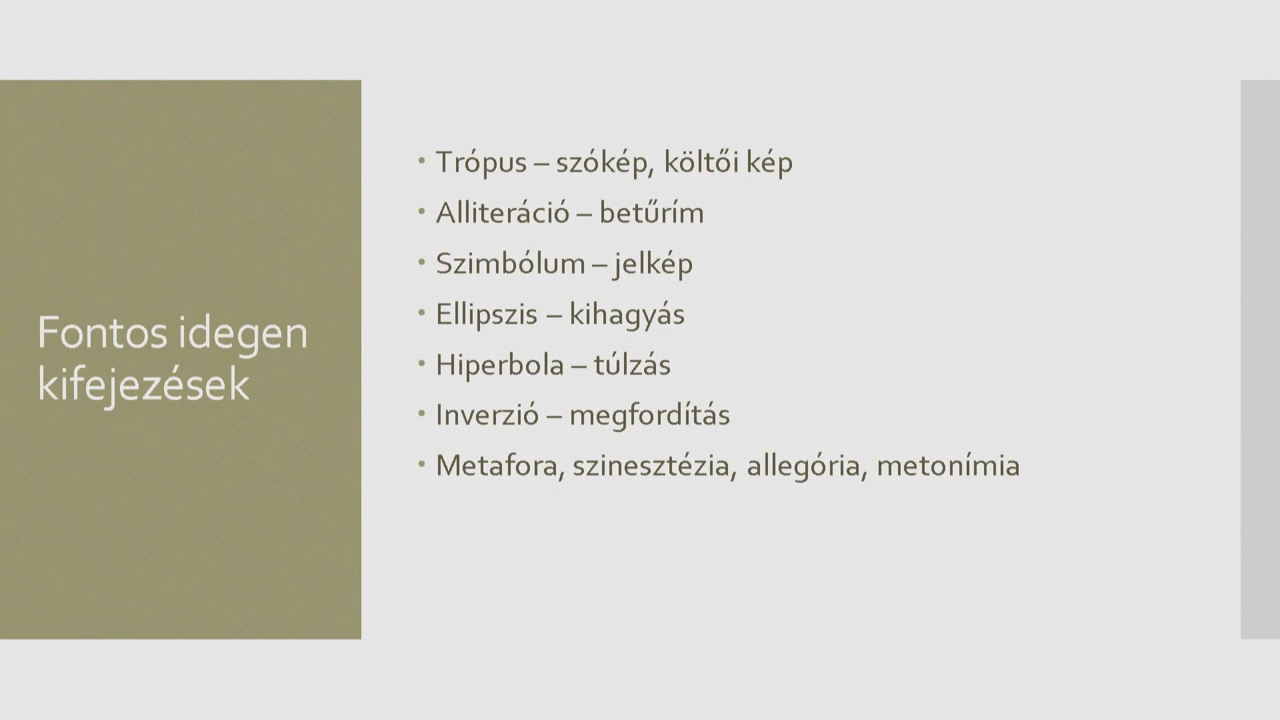 Fontos idegen
kifejezések
• Trópus – szókép, költői kép
• Alliteráció – betűrím
• Szimbólum – jelkép
• Ellipszis – kihagyás
• Hiperbola – túlzás
• Inverzió – megfordítás
• Metafora, szinesztézia, allegória, metonímia